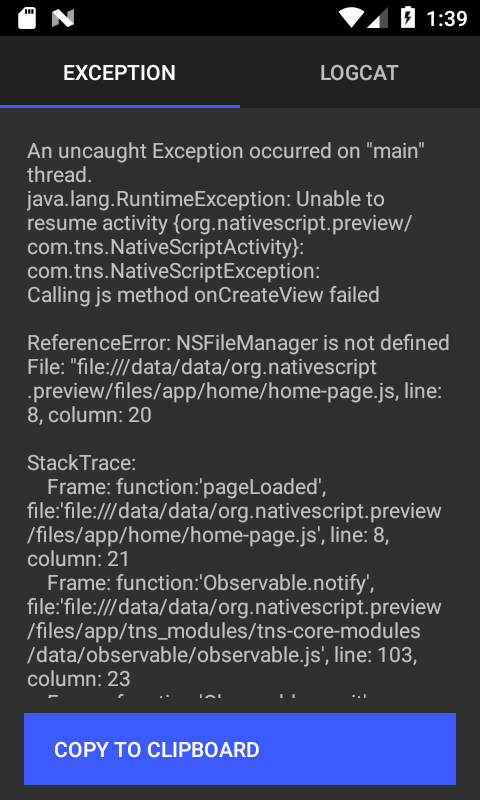 1:39
EXCEPTION
LOGCAT
An uncaught Exception occurred on "main"
thread.
java.lang.RuntimeException: Unable to
resume activity {org.nativescript.preview/
com.tns.NativeScriptActivity}:
com.tns.NativeScriptException:
Calling js method onCreateView failed
ReferenceError: NSFileManager is not defined
File: "file:///data/data/org.nativescript
.preview/files/app/home/home-page.js, line:
8, column: 20
StackTrace:
Frame: function:'pageLoaded',
file:'file:///data/data/org.nativescript.preview
/files/app/home/home-page.js', line: 8,
column: 21
Frame: function:'Observable.notify',
file:'file:///data/data/org.nativescript.preview
/files/app/tns_modules/tns-core-modules
/data/observable/observable.js', line: 103,
column: 23
COPY TO CLIPBOARD